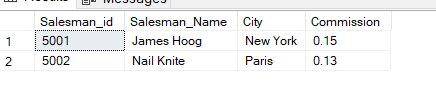 Messages
Salesman_id Salesman_Name City Commission
1 5001 James Hoog New York 0.15
2 5002 Nail Knite Paris 0.13